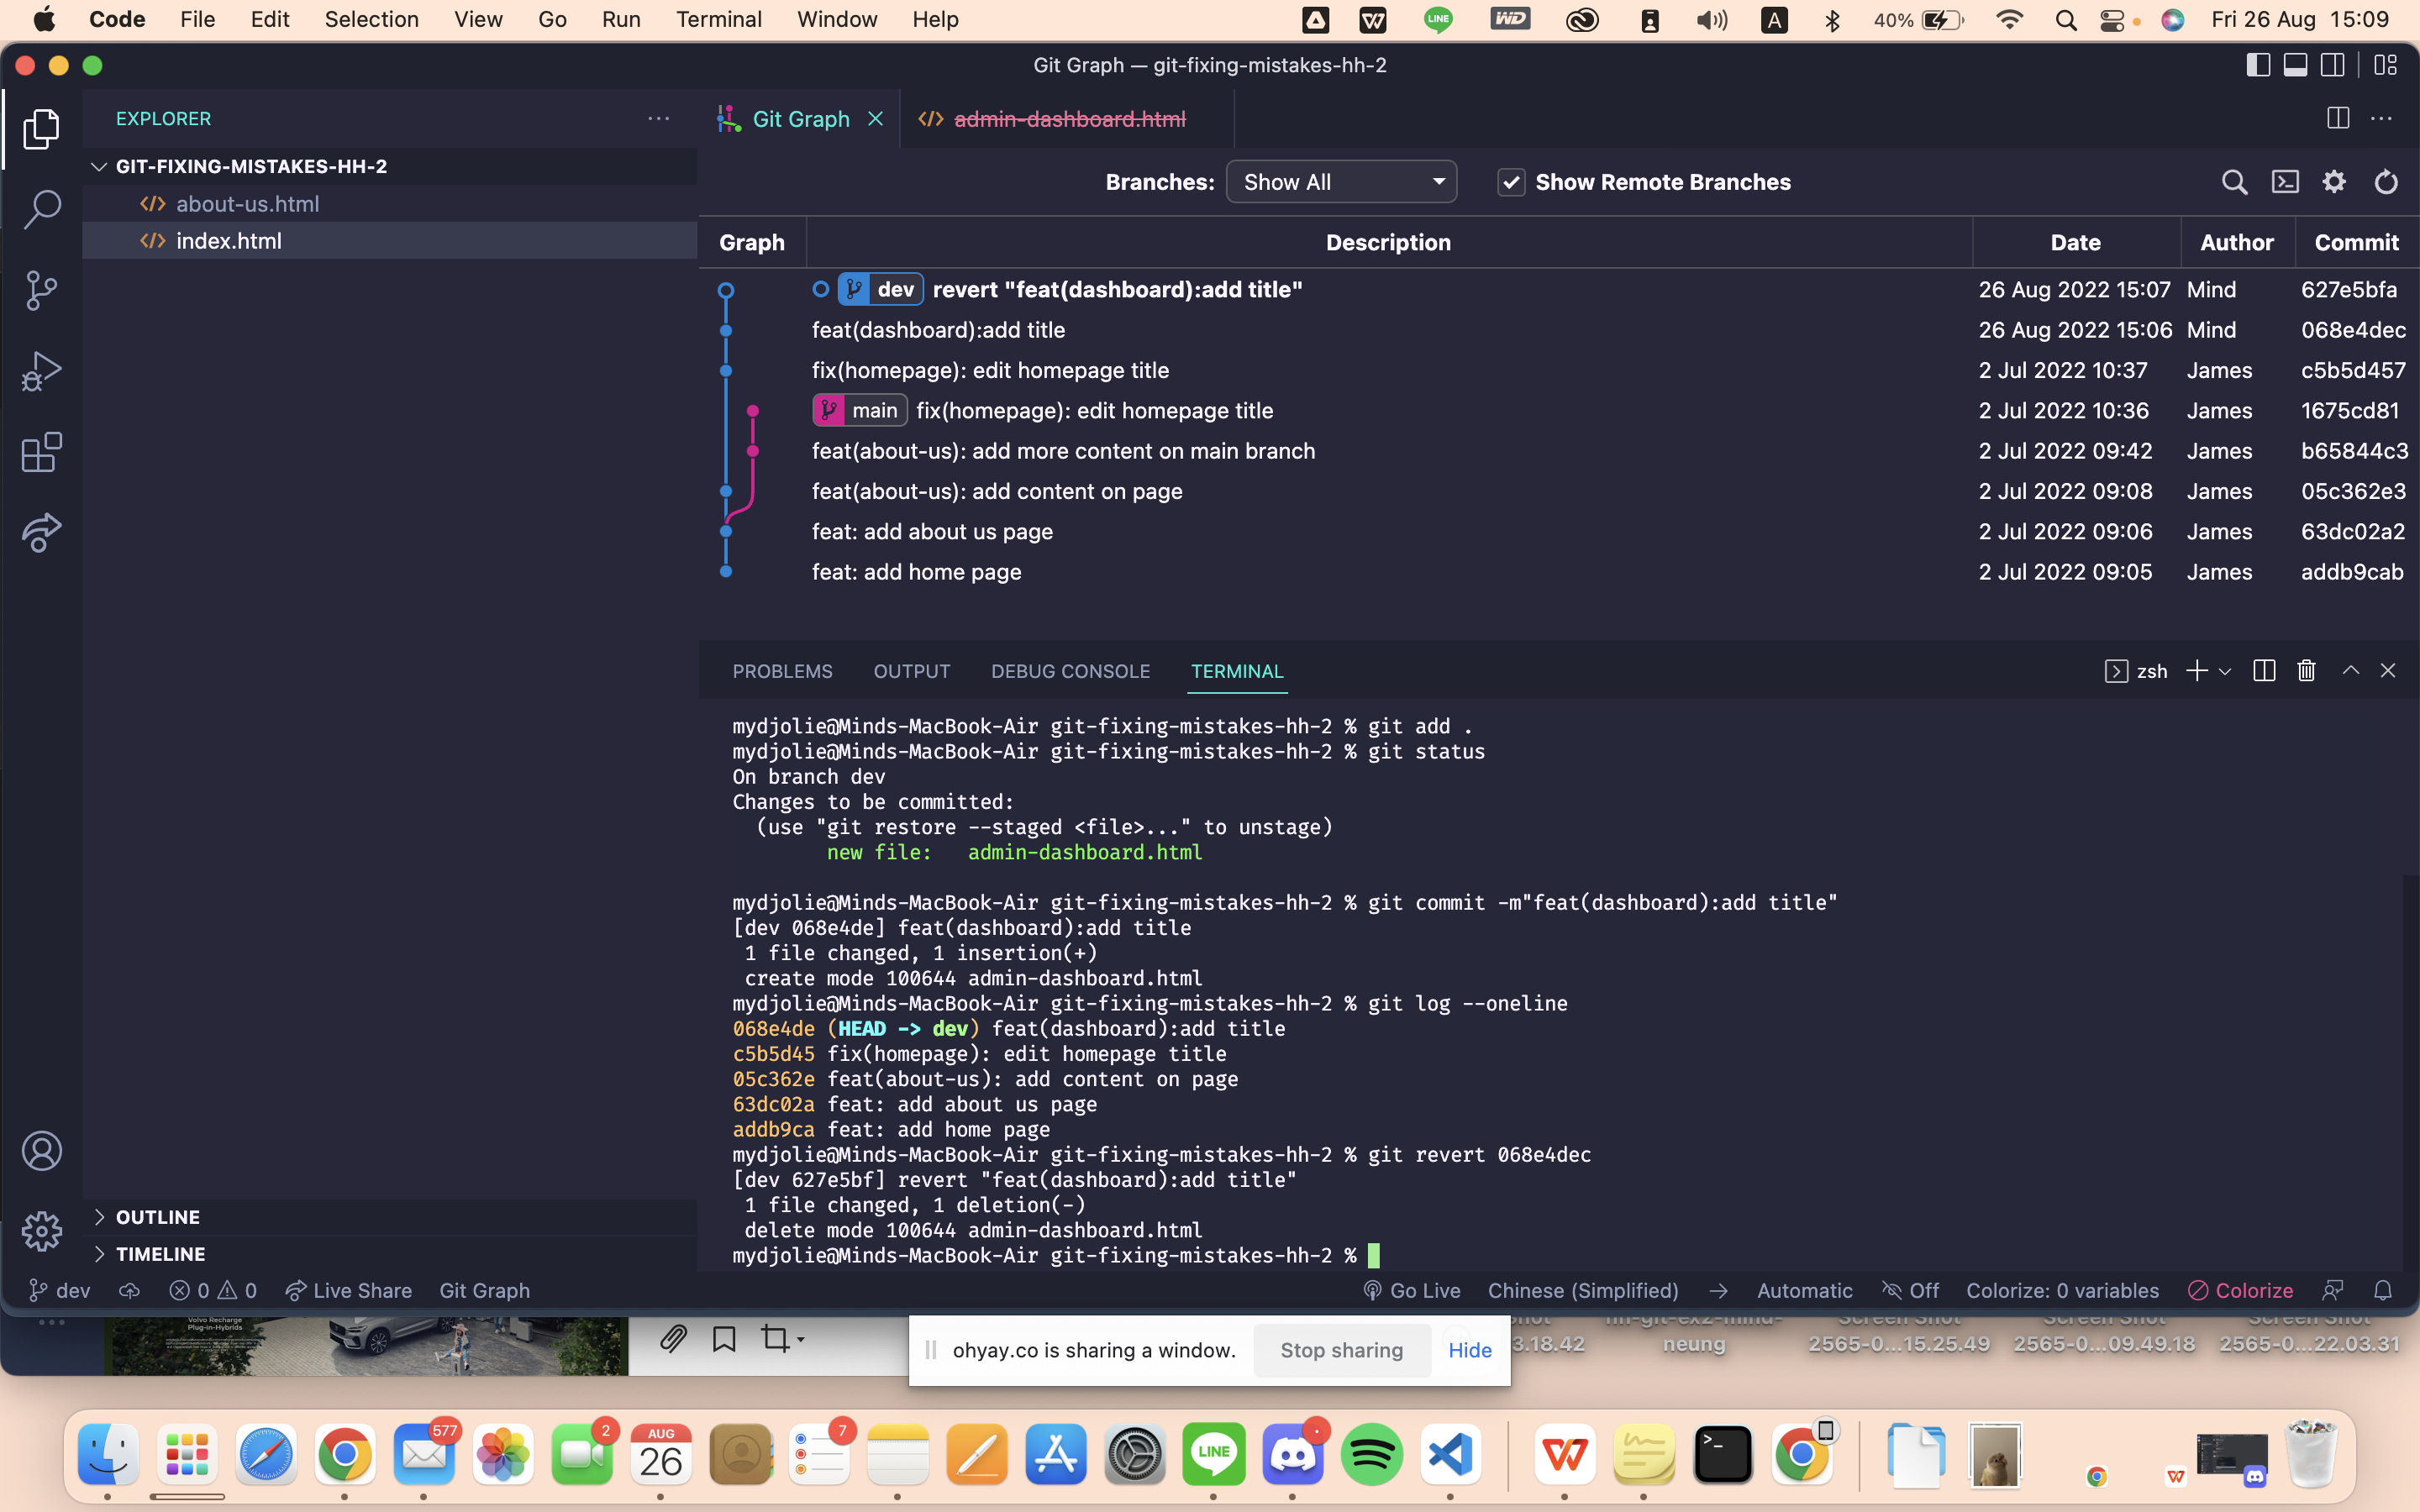 Code File Edit Selection View Go Run Terminal Window Help LINE WD A 40% Fri 26 Aug 15:09
Git Graph — git-fixing-mistakes-hh-2
EXPLORER
Git Graph
admin-dashboard.html
GIT-FIXING-MISTAKES-HH-2
about-us.html
index.html
Branches: Show All Show Remote Branches
Graph Description Date Author Commit
dev revert "feat(dashboard):add title" 26 Aug 2022 15:07 Mind 627e5bfa
feat(dashboard):add title 26 Aug 2022 15:06 Mind 068e4dec
fix(homepage): edit homepage title 2 Jul 2022 10:37 James c5b5d457
main fix(homepage): edit homepage title 2 Jul 2022 10:36 James 1675cd81
feat(about-us): add more content on main branch 2 Jul 2022 09:42 James b65844c3
feat(about-us): add content on page 2 Jul 2022 09:08 James 05c362e3
feat: add about us page 2 Jul 2022 09:06 James 63dc02a2
feat: add home page 2 Jul 2022 09:05 James addb9cab
PROBLEMS OUTPUT DEBUG CONSOLE TERMINAL zsh
mydjolie@Minds-MacBook-Air git-fixing-mistakes-hh-2 % git add .
mydjolie@Minds-MacBook-Air git-fixing-mistakes-hh-2 % git status
On branch dev
Changes to be committed:
(use "git restore --staged <file>..." to unstage)
new file: admin-dashboard.html
mydjolie@Minds-MacBook-Air git-fixing-mistakes-hh-2 % git commit -m"feat(dashboard):add title"
[dev 068e4de] feat(dashboard):add title
1 file changed, 1 insertion(+)
create mode 100644 admin-dashboard.html
mydjolie@Minds-MacBook-Air git-fixing-mistakes-hh-2 % git log --oneline
068e4de (HEAD -> dev) feat(dashboard):add title
c5b5d45 fix(homepage): edit homepage title
05c362e feat(about-us): add content on page
63dc02a feat: add about us page
addb9ca feat: add home page
mydjolie@Minds-MacBook-Air git-fixing-mistakes-hh-2 % git revert 068e4dec
[dev 627e5bf] revert "feat(dashboard):add title"
1 file changed, 1 deletion(-)
delete mode 100644 admin-dashboard.html
mydjolie@Minds-MacBook-Air git-fixing-mistakes-hh-2 %
OUTLINE
TIMELINE
dev 0 0 Live Share Git Graph Go Live Chinese (Simplified) Automatic Off Colorize: 0 variables Colorize
Volvo Recharge
Plug-in-Hybrids
hh-git-ex2-mind-
neung
3.18.42
Screen Shot
2565-0...15.25.49
Screen Shot
2565-0...09.49.18
Screen Shot
2565-0...22.03.31
ohyay.co is sharing a window. Stop sharing Hide
577 2 AUG 26 7 LINE